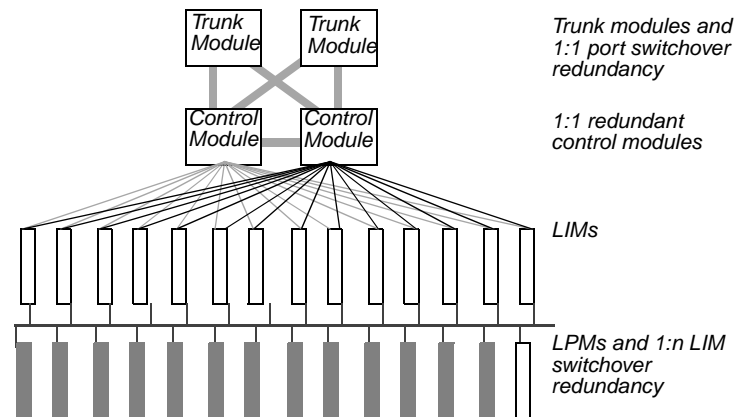 Trunk
Module
Trunk
Module
Trunk modules and
1:1 port switchover
redundancy
Control
Module
Control
Module
1:1 redundant
control modules
LIMs
LPMs and 1:n LIM
switchover
redundancy